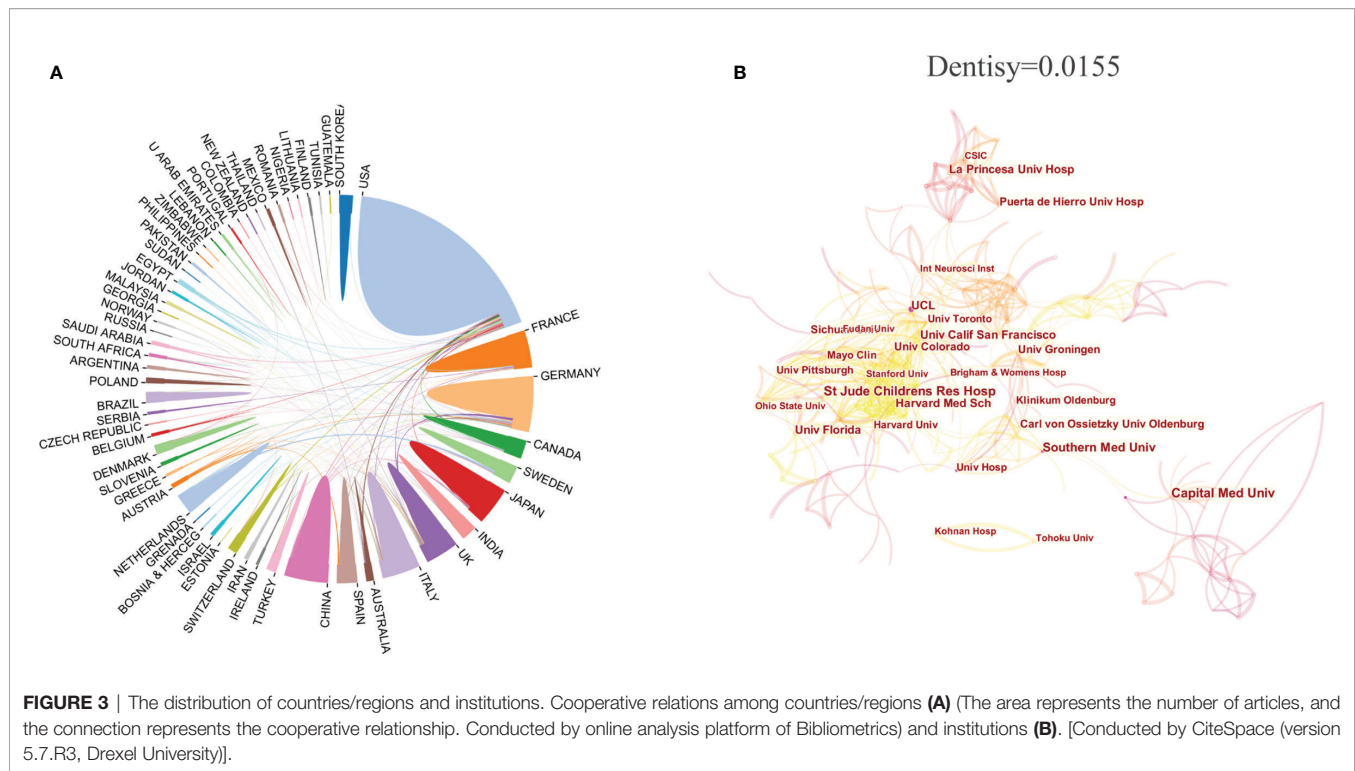 A
SOUTH KOREA
USA
FRANCE
GERMANY
CANADA
SWEDEN
JAPAN
INDIA
UK
ITALY
AUSTRALIA
SPAIN
CHINA
TURKEY
IRELAND
IRAN
SWITZERLAND
ESTONIA
ISRAEL
BOSNIA & HERCEG
GRENADA
NETHERLANDS
AUSTRIA
GREECE
SLOVENIA
DENMARK
BELGIUM
CZECH REPUBLIC
SERBIA
BRAZIL
POLAND
ARGENTINA
SOUTH AFRICA
SAUDI ARABIA
RUSSIA
NORWAY
GEORGIA
MALAYSIA
JORDAN
EGYPT
SUDAN
PAKISTAN
PHILIPPINES
ZIMBABWE
LEBANON
U ARAB EMIRATES
PORTUGAL
COLOMBIA
NEW ZEALAND
THAILAND
MEXICO
ROMANIA
NIGERIA
LITHUANIA
FINLAND
TUNISIA
GUATEMALA
B
Dentisy=0.0155
CSIC
La Princesa Univ Hosp
Puerta de Hierro Univ Hosp
Int Neurosci Inst
UCL
Univ Toronto
Fudan Univ
Univ Calif San Francisco
Univ Colorado
Univ Groningen
Mayo Clin
Univ Pittsburgh
Stanford Univ
Brigham & Womens Hosp
St Jude Childrens Res Hosp
Ohio State Univ
Harvard Med Sch
Klinikum Oldenburg
Univ Florida
Harvard Univ
Carl von Ossietzky Univ Oldenburg
Southern Med Univ
Univ Hosp
Capital Med Univ
Kohnan Hosp
Tohoku Univ
FIGURE 3 | The distribution of countries/regions and institutions. Cooperative relations among countries/regions (A) (The area represents the number of articles, and
the connection represents the cooperative relationship. Conducted by online analysis platform of Bibliometrics) and institutions (B). [Conducted by CiteSpace (version
5.7.R3, Drexel University)].